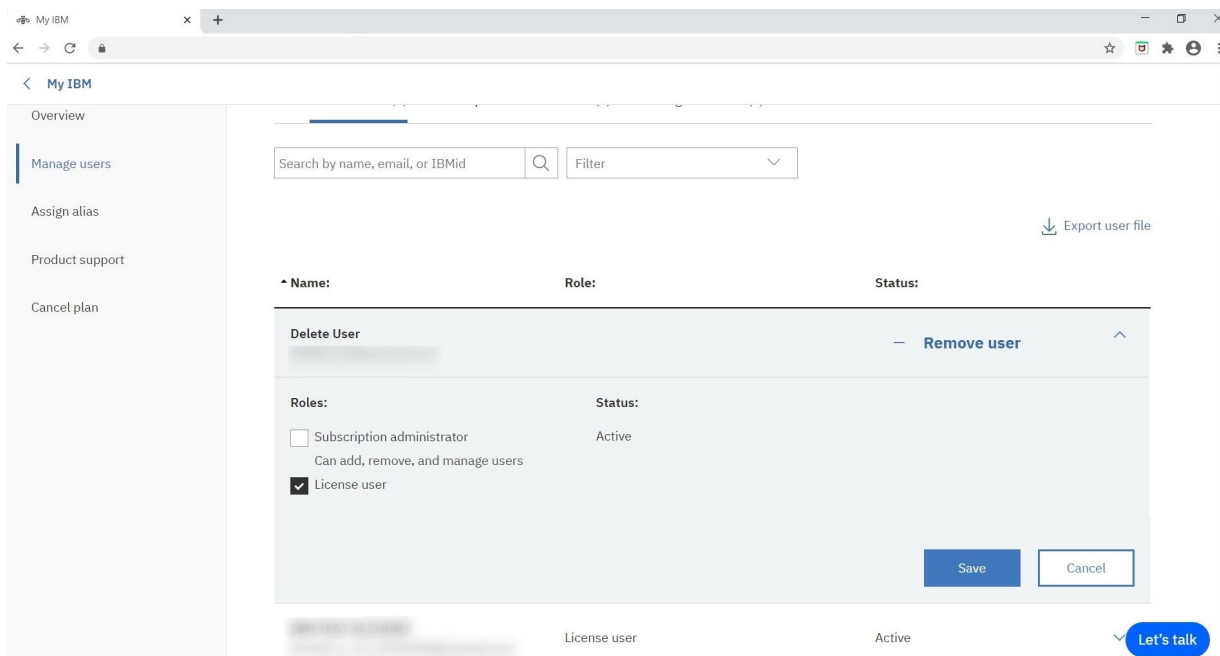 My IBM
My IBM
Overview
Manage users
Assign alias
Product support
Cancel plan
Search by name, email, or IBMid
Filter
Export user file
Name:
Role:
Status:
Delete User
Remove user
Roles:
Status:
Subscription administrator
Active
Can add, remove, and manage users
License user
Save
Cancel
License user
Active
Let's talk